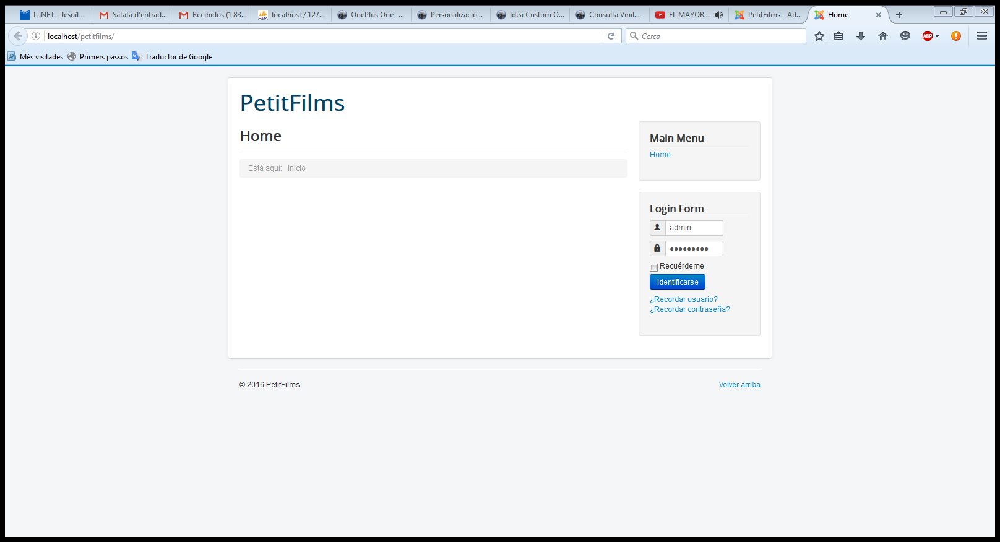 LaNET - Jesuït...
Safata d'entrad...
Recibidos (1.83...
localhost / 127...
OnePlus One -...
Personalizació...
Idea Custom O...
Consulta Vinil...
EL MAYOR...
PetitFilms - Ad...
Home
localhost/petitfilms/
Cerca
ABP
Més visitades
Primers passos
Traductor de Google
PetitFilms
Home
Está aquí: Inicio
Main Menu
Home
Login Form
admin
Recuérdeme
Identificarse
¿Recordar usuario?
¿Recordar contraseña?
© 2016 PetitFilms
Volver arriba